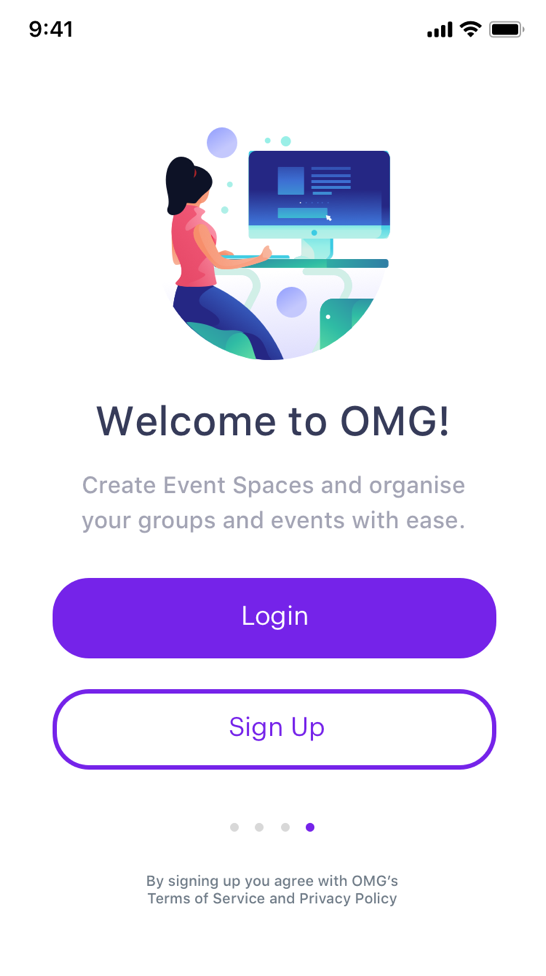 9:41
Welcome to OMG!
Create Event Spaces and organise
your groups and events with ease.
Login
Sign Up
By signing up you agree with OMG’s
Terms of Service and Privacy Policy